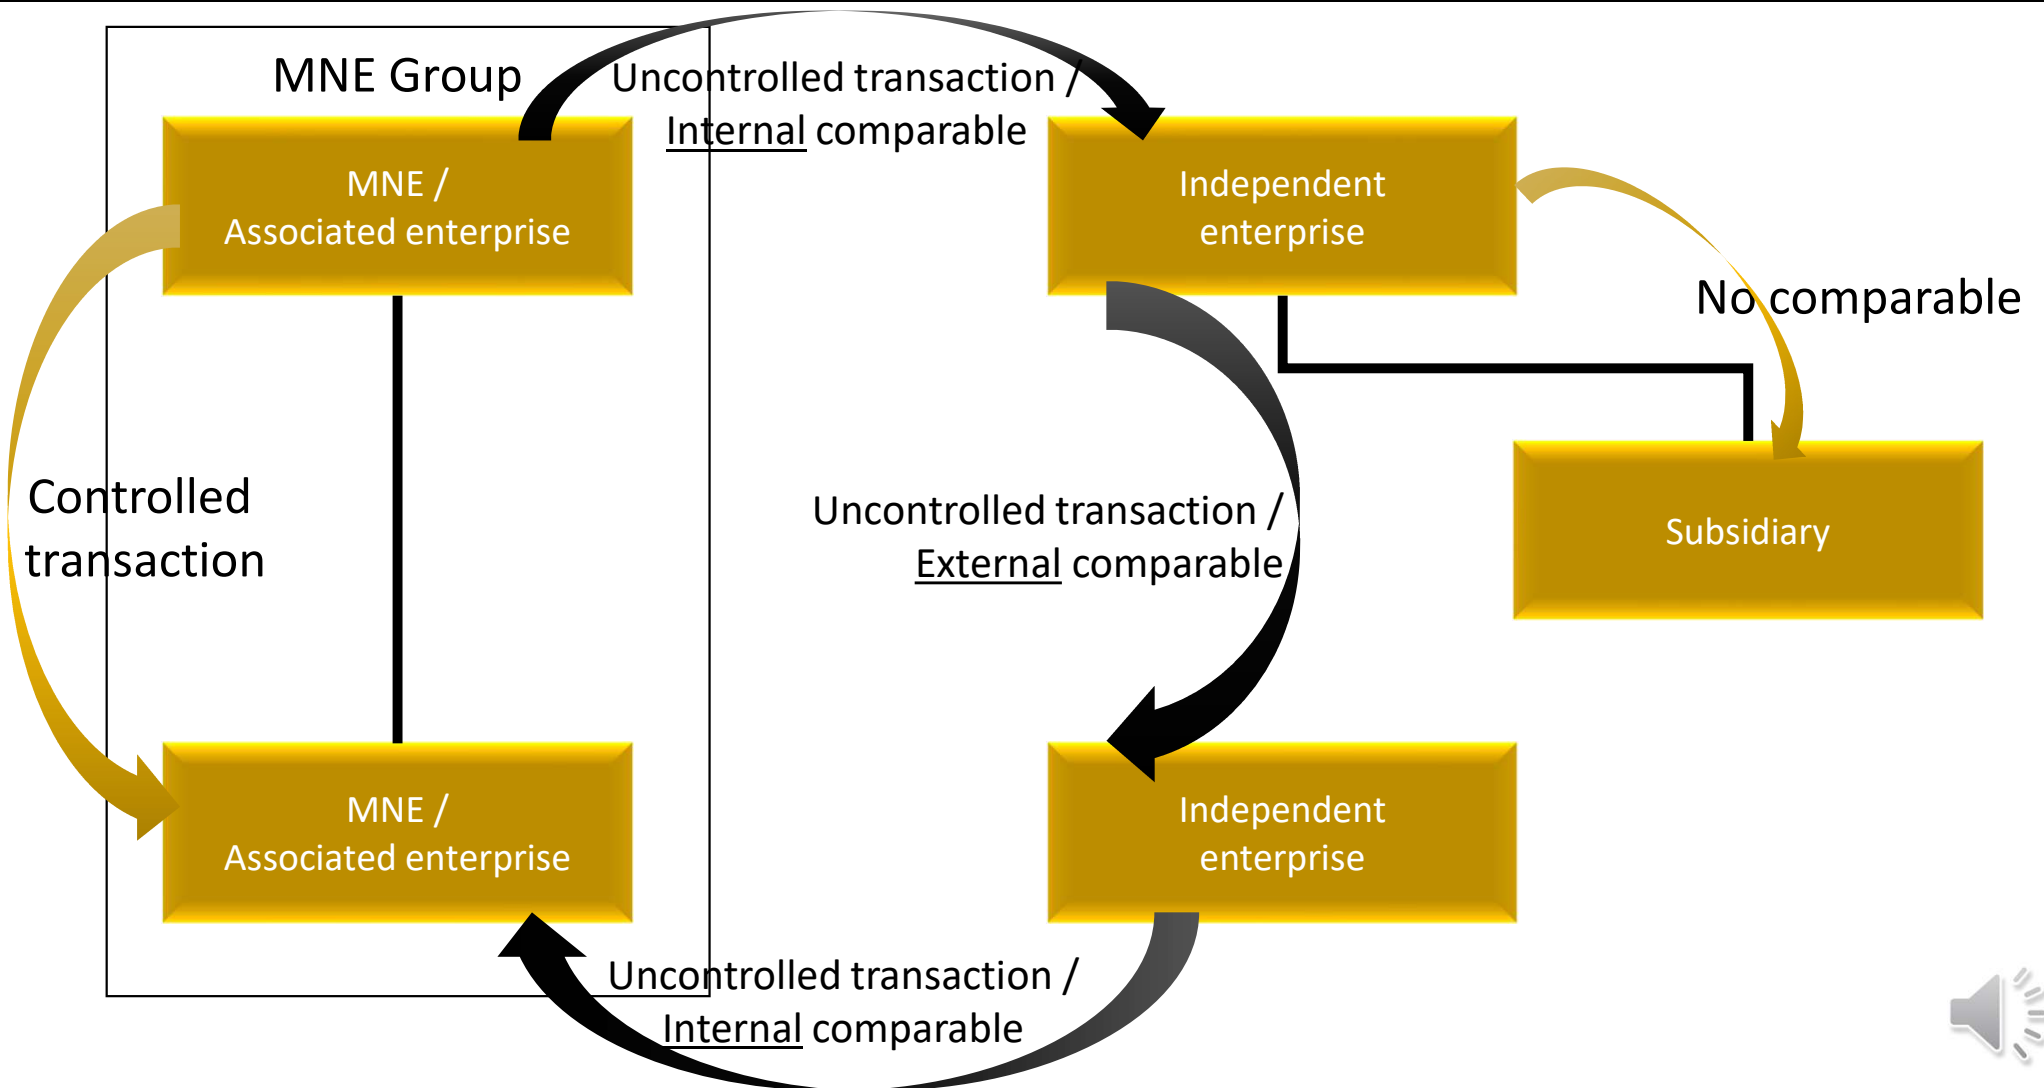 MNE Group
Uncontrolled transaction /
Internal comparable
MNE /
Associated enterprise
Independent
enterprise
No comparable
Controlled
transaction
Uncontrolled transaction /
External comparable
Subsidiary
MNE /
Associated enterprise
Independent
enterprise
Uncontrolled transaction /
Internal comparable